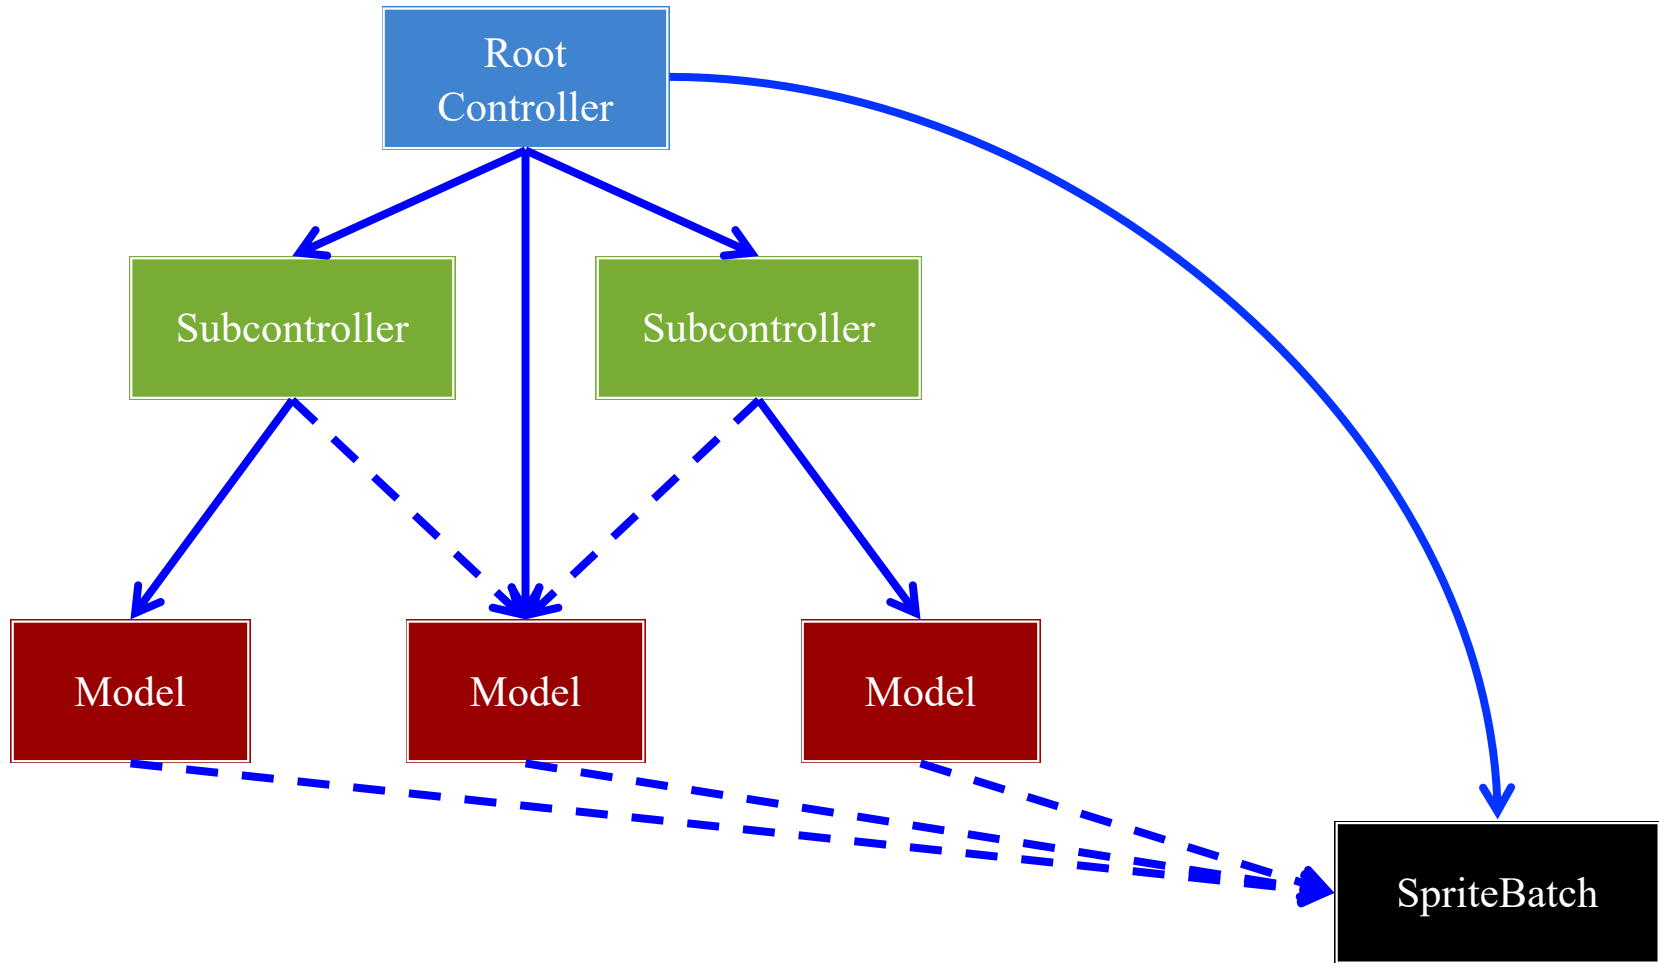 Root
Controller
Subcontroller
Subcontroller
Model
Model
Model
SpriteBatch